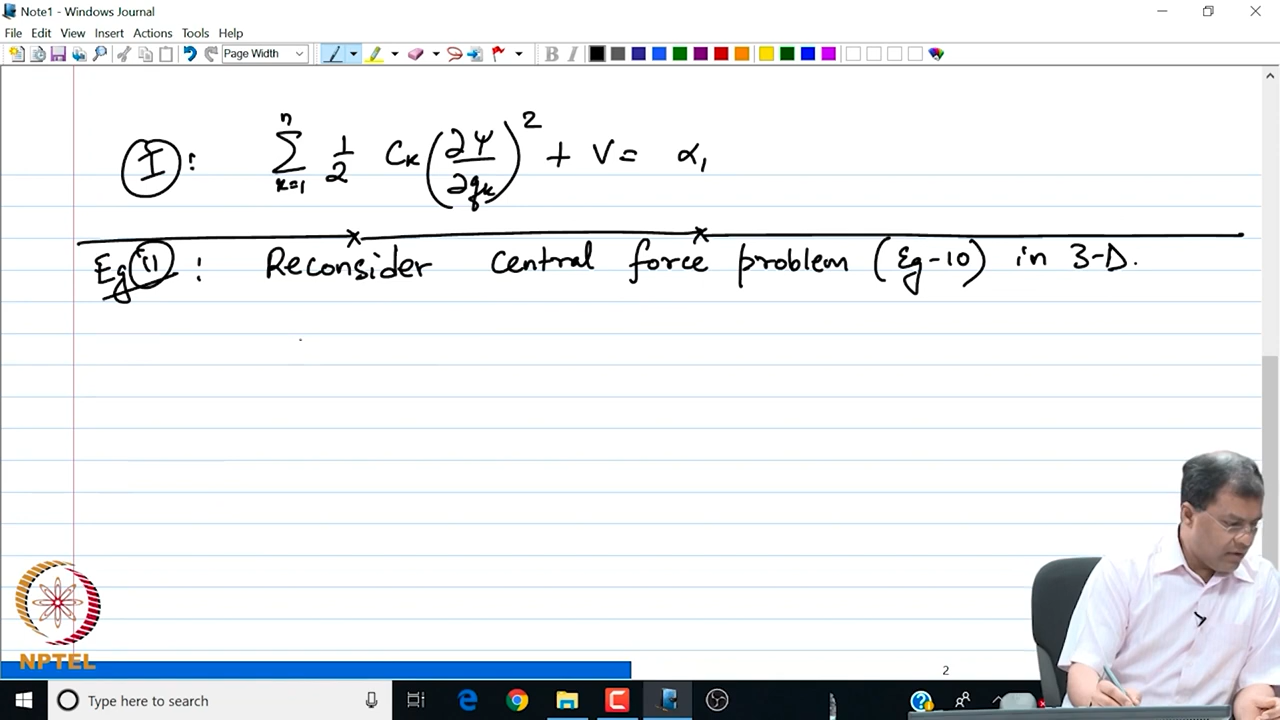 Note1 - Windows Journal
File Edit View Insert Actions Tools Help
Page Width B I
I : n ∑ k=1 1/2 C_k (∂Ψ/∂q_k)^2 + V = α_1
Eg 11 : Reconsider central force problem (Eg-10) in 3-D.
NPTEL
2
Type here to search